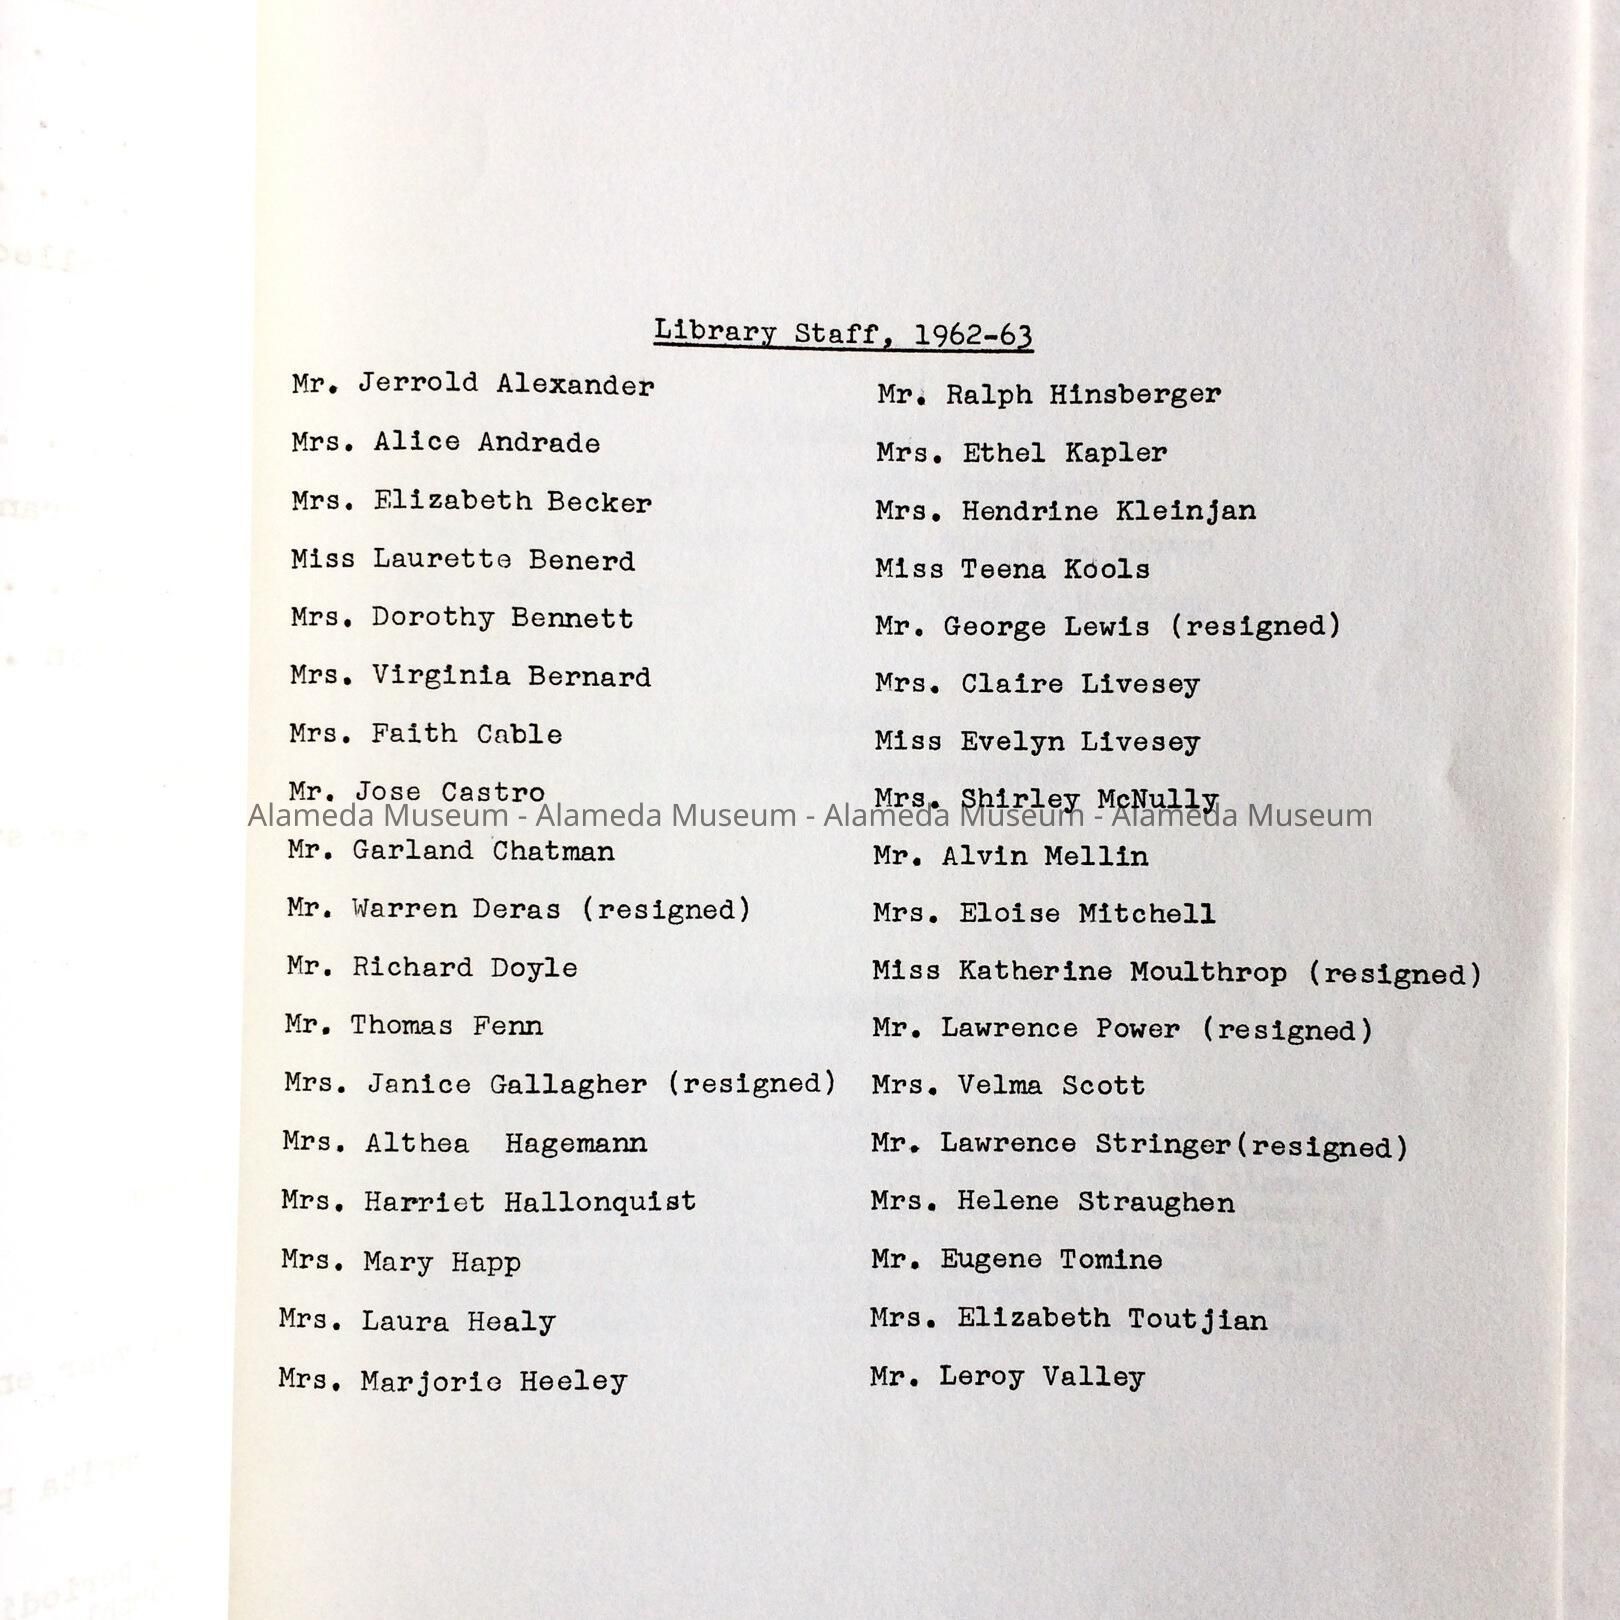 Library Staff, 1962-63
Mr. Jerrold Alexander
Mrs. Alice Andrade
Mrs. Elizabeth Becker
Miss Laurette Benerd
Mrs. Dorothy Bennett
Mrs. Virginia Bernard
Mrs. Faith Cable
Mr. Jose Castro
Mr. Garland Chatman
Mr. Warren Deras (resigned)
Mr. Richard Doyle
Mr. Thomas Fenn
Mrs. Janice Gallagher (resigned)
Mrs. Althea Hagemann
Mrs. Harriet Hallonquist
Mrs. Mary Happ
Mrs. Laura Healy
Mrs. Marjorie Heeley
Mr. Ralph Hinsberger
Mrs. Ethel Kapler
Mrs. Hendrine Kleinjan
Miss Teena Kools
Mr. George Lewis (resigned)
Mrs. Claire Livesey
Miss Evelyn Livesey
Mrs. Shirley McNully
Mr. Alvin Mellin
Mrs. Eloise Mitchell
Miss Katherine Moulthrop (resigned)
Mr. Lawrence Power (resigned)
Mrs. Velma Scott
Mr. Lawrence Stringer(resigned)
Mrs. Helene Straughen
Mr. Eugene Tomine
Mrs. Elizabeth Toutjian
Mr. Leroy Valley
Alameda Museum - Alameda Museum - Alameda Museum - Alameda Museum